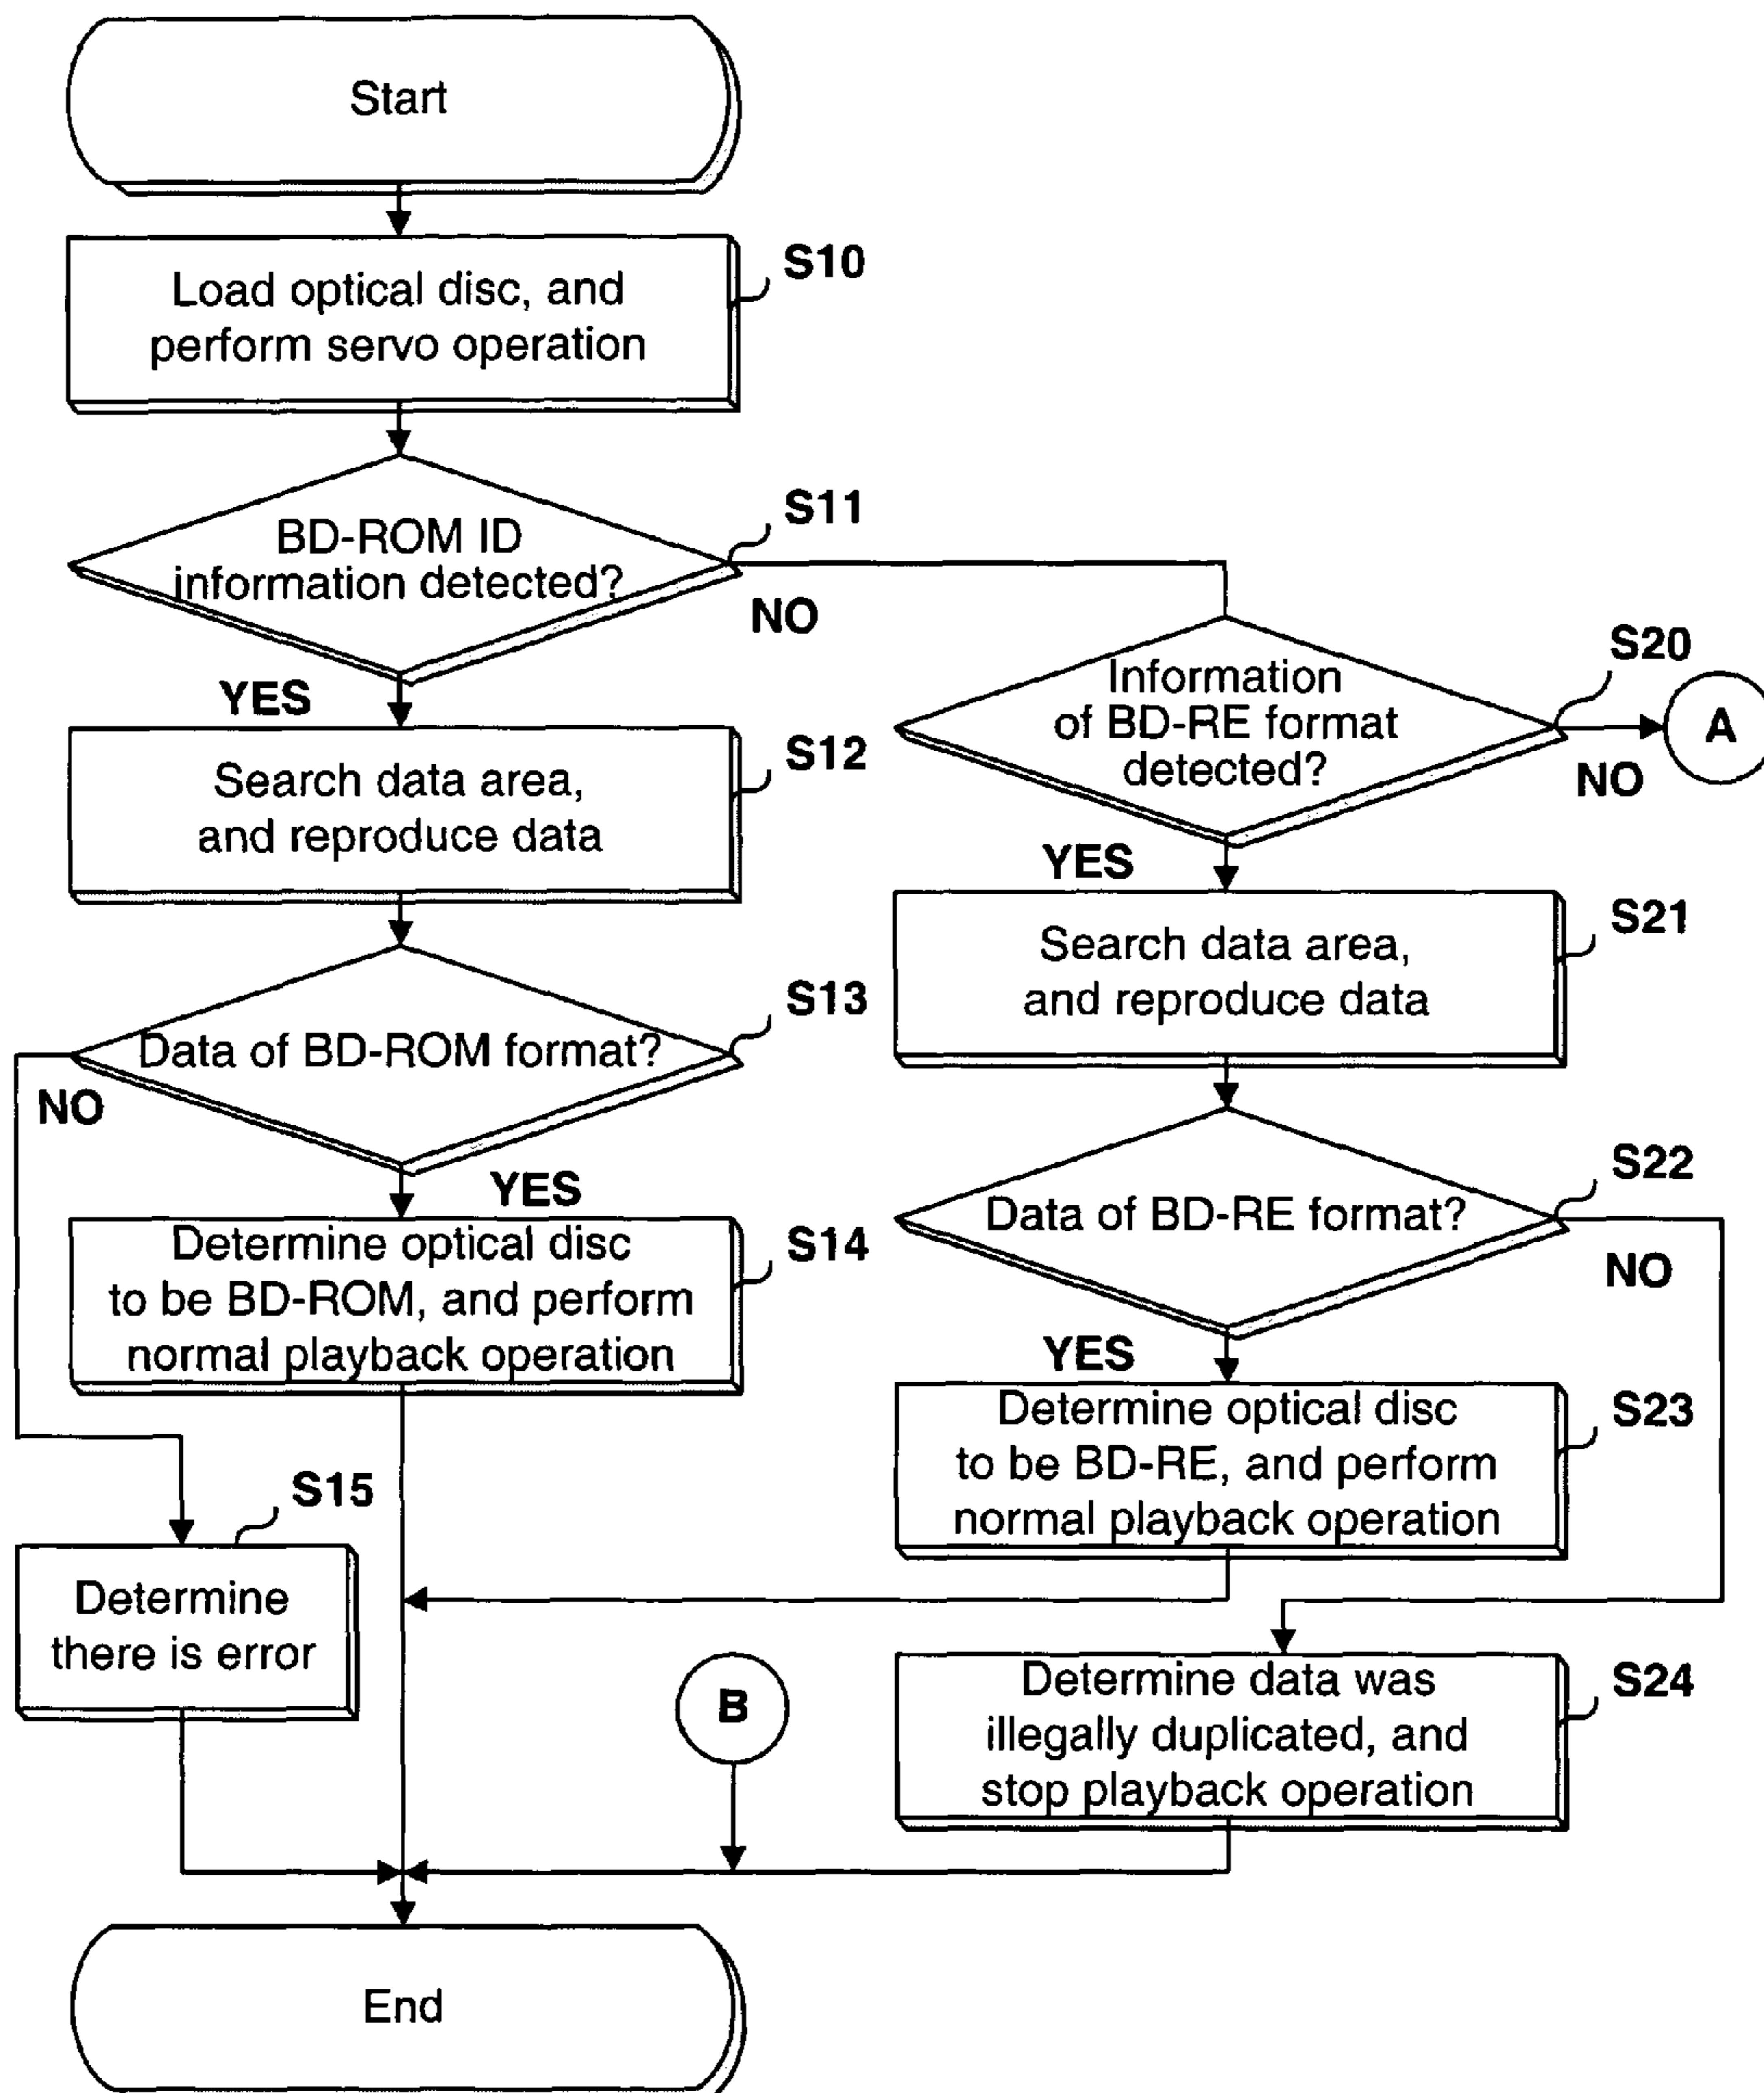 Start
S10
Load optical disc, and
perform servo operation
S11
BD-ROM ID
information detected?
NO
YES
S20
Information
of BD-RE format
detected?
A
NO
YES
S12
Search data area,
and reproduce data
S21
Search data area,
and reproduce data
S13
Data of BD-ROM format?
NO
YES
S22
Data of BD-RE format?
NO
YES
S14
Determine optical disc
to be BD-ROM, and perform
normal playback operation
S23
Determine optical disc
to be BD-RE, and perform
normal playback operation
S15
Determine
there is error
B
S24
Determine data was
illegally duplicated, and
stop playback operation
End